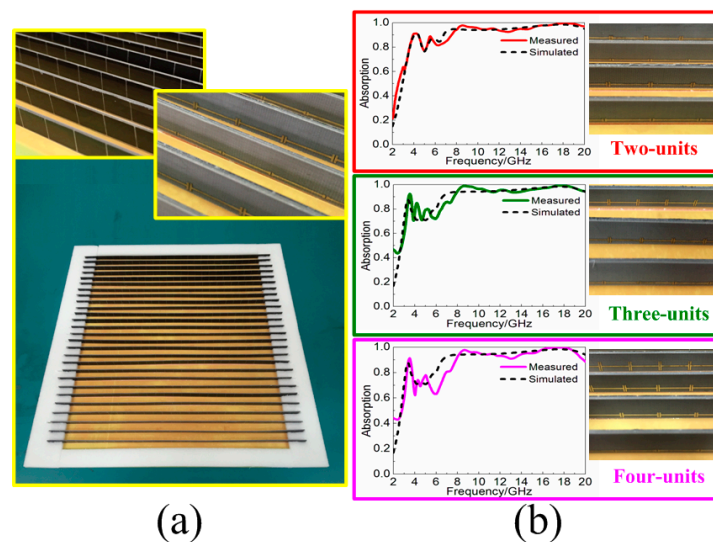 1.0
0.8
0.6
0.4
0.2
0.0
Absorption
Measured
Simulated
2 4 6 8 10 12 14 16 18 20
Frequency/GHz
Two-units
1.0
0.8
0.6
0.4
0.2
0.0
Absorption
Measured
Simulated
2 4 6 8 10 12 14 16 18 20
Frequency/GHz
Three-units
1.0
0.8
0.6
0.4
0.2
0.0
Absorption
Measured
Simulated
2 4 6 8 10 12 14 16 18 20
Frequency/GHz
Four-units
(a)
(b)